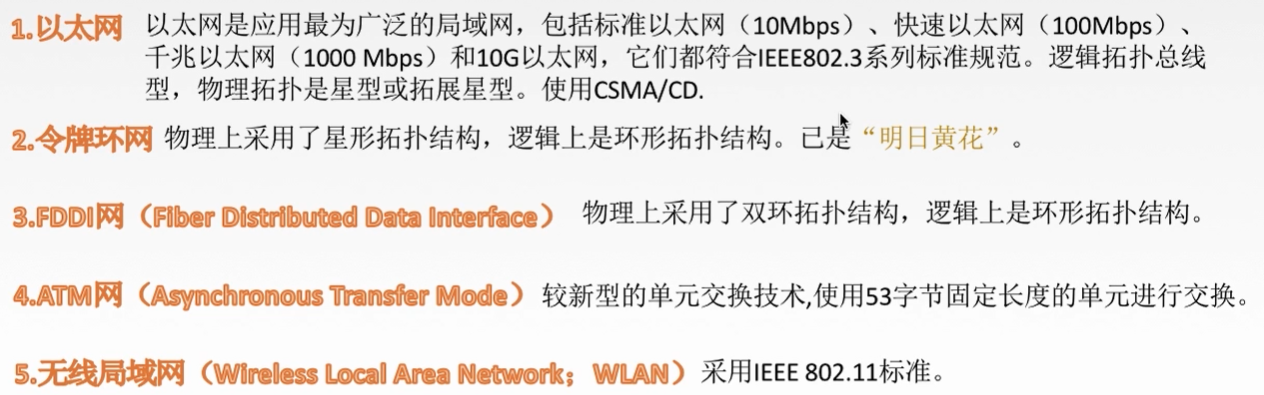 1.以太网 以太网是应用最为广泛的局域网，包括标准以太网（10Mbps）、快速以太网（100Mbps）、
千兆以太网（1000 Mbps）和10G以太网，它们都符合IEEE802.3系列标准规范。逻辑拓扑总线
型，物理拓扑是星型或拓展星型。使用CSMA/CD.
2.令牌环网 物理上采用了星形拓扑结构，逻辑上是环形拓扑结构。已是“明日黄花”。
3.FDDI网（Fiber Distributed Data Interface） 物理上采用了双环拓扑结构，逻辑上是环形拓扑结构。
4.ATM网（Asynchronous Transfer Mode）较新型的单元交换技术,使用53字节固定长度的单元进行交换。
5.无线局域网（Wireless Local Area Network；WLAN）采用IEEE 802.11标准。